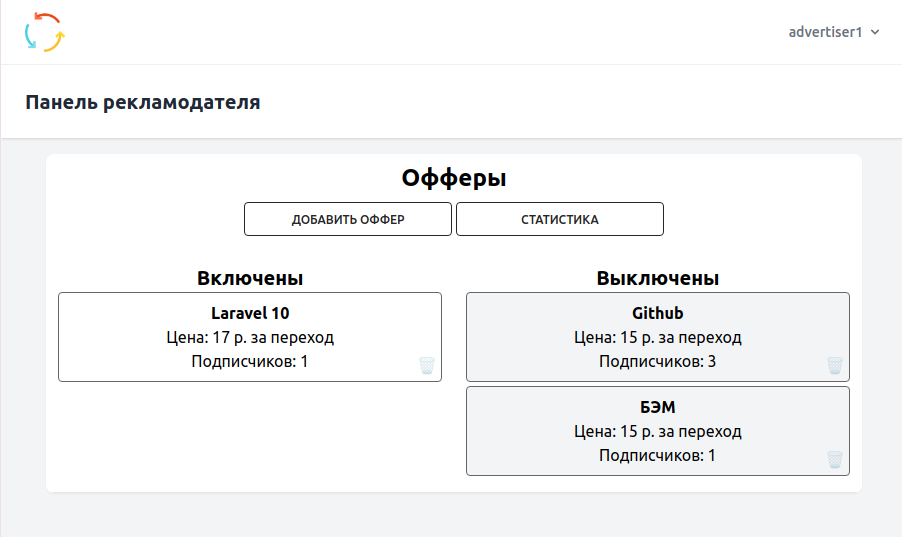 advertiser1
Панель рекламодателя
Офферы
ДОБАВИТЬ ОФФЕР
СТАТИСТИКА
Включены
Laravel 10
Цена: 17 р. за переход
Подписчиков: 1
Выключены
Github
Цена: 15 р. за переход
Подписчиков: 3
БЭМ
Цена: 15 р. за переход
Подписчиков: 1